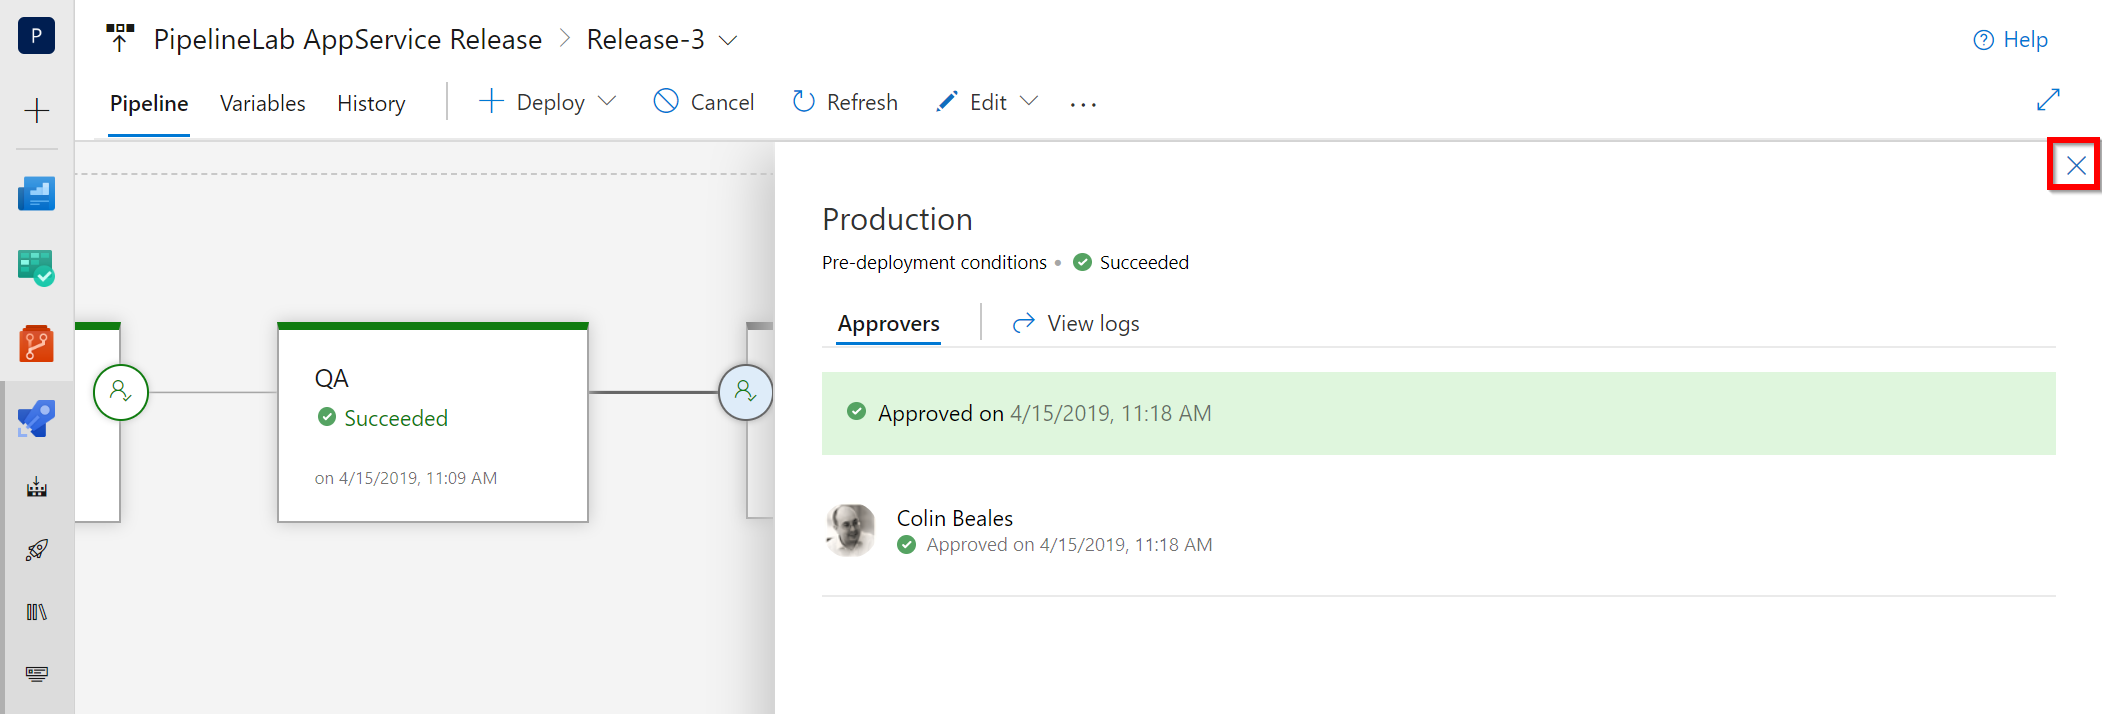 P
PipelineLab AppService Release > Release-3
Help
Pipeline Variables History Deploy Cancel Refresh Edit ...
Production
Pre-deployment conditions • Succeeded
Approvers View logs
QA
Succeeded
on 4/15/2019, 11:09 AM
Approved on 4/15/2019, 11:18 AM
Colin Beales
Approved on 4/15/2019, 11:18 AM